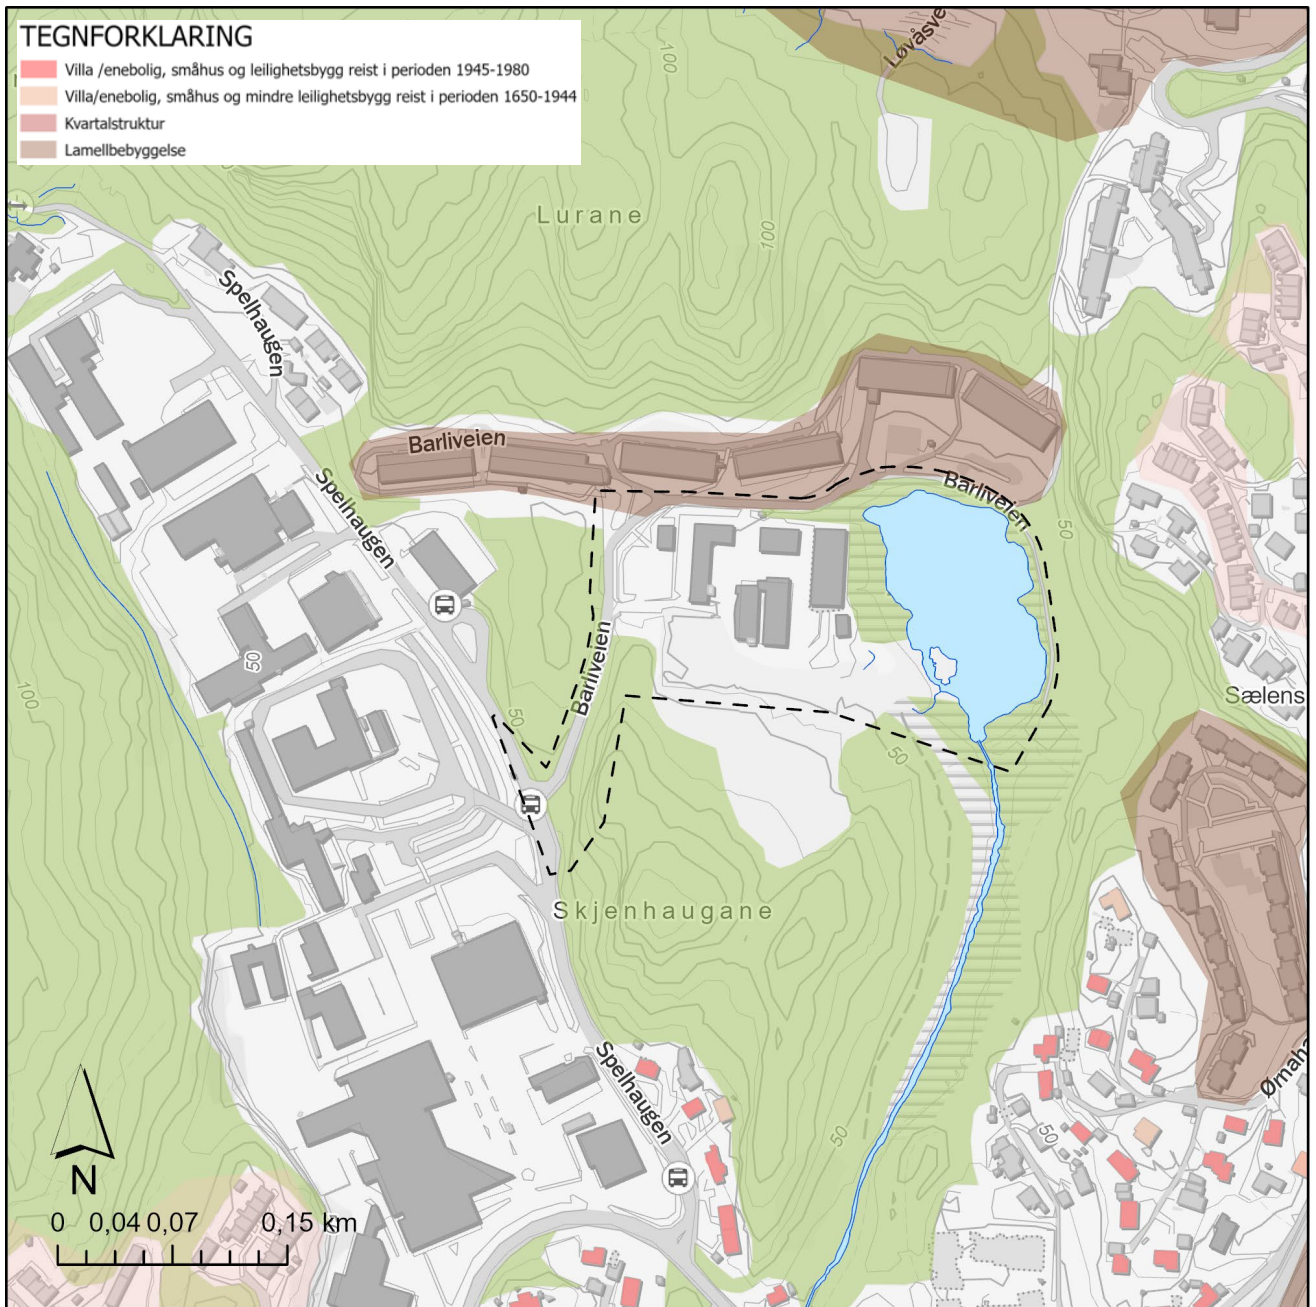 TEGNFORKLARING
Villa /enebolig, småhus og leilighetsbygg reist i perioden 1945-1980
Villa/enebolig, småhus og mindre leilighetsbygg reist i perioden 1650-1944
Kvartalstruktur
Lamellbebyggelse
Løvåsve
100
Lurane
100
Spelhaugen
Barliveien
Spelhaugen
Barliveien
50
50
100
Barliveien
50
Sælens
50
Skjenhaugane
Spelhaugen
Ørnaha
50
50
N
0 0,04 0,07 0,15 km